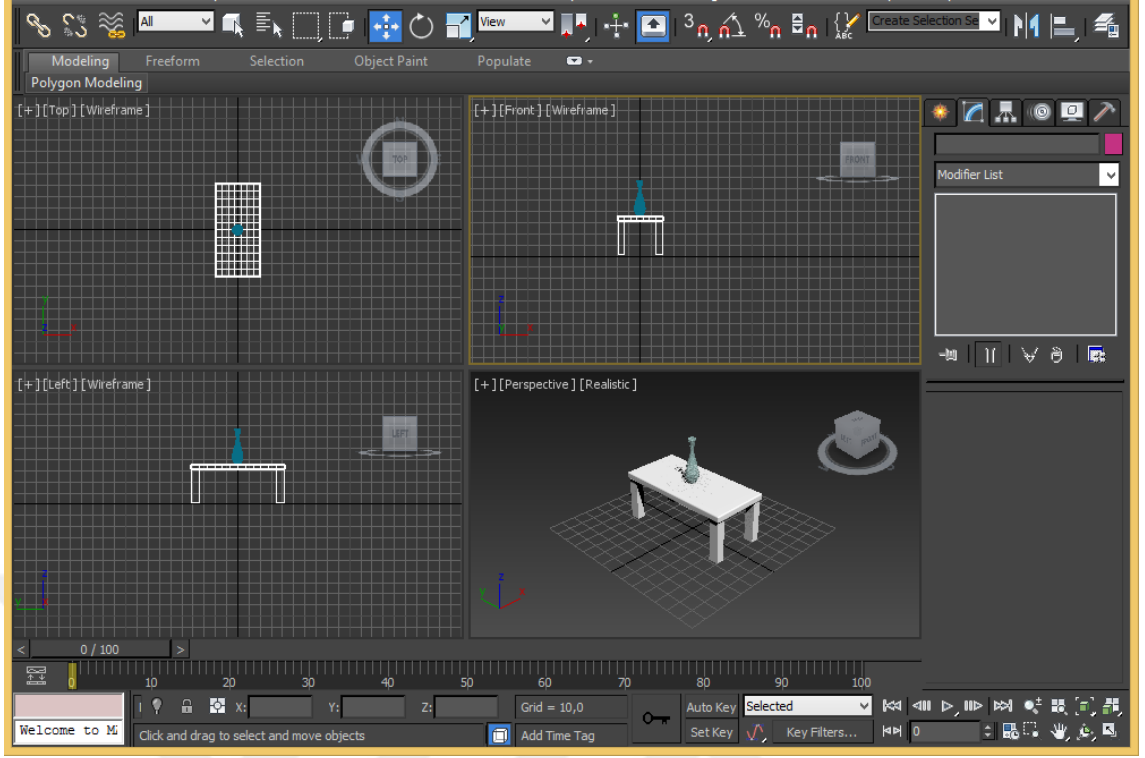 All
View
3
%
ABC
Create Selection Se
Modeling Freeform Selection Object Paint Populate
Polygon Modeling
[+][Top][Wireframe]
TOP
[+][Front][Wireframe]
FRONT
Modifier List
[+][Left][Wireframe]
LEFT
[+][Perspective][Realistic]
z
y x
< 0 / 100 >
0 10 20 30 40 50 60 70 80 90 100
X: Y: Z: Grid = 10,0 Auto Key Selected
Welcome to M
Click and drag to select and move objects Add Time Tag Set Key Key Filters... 0